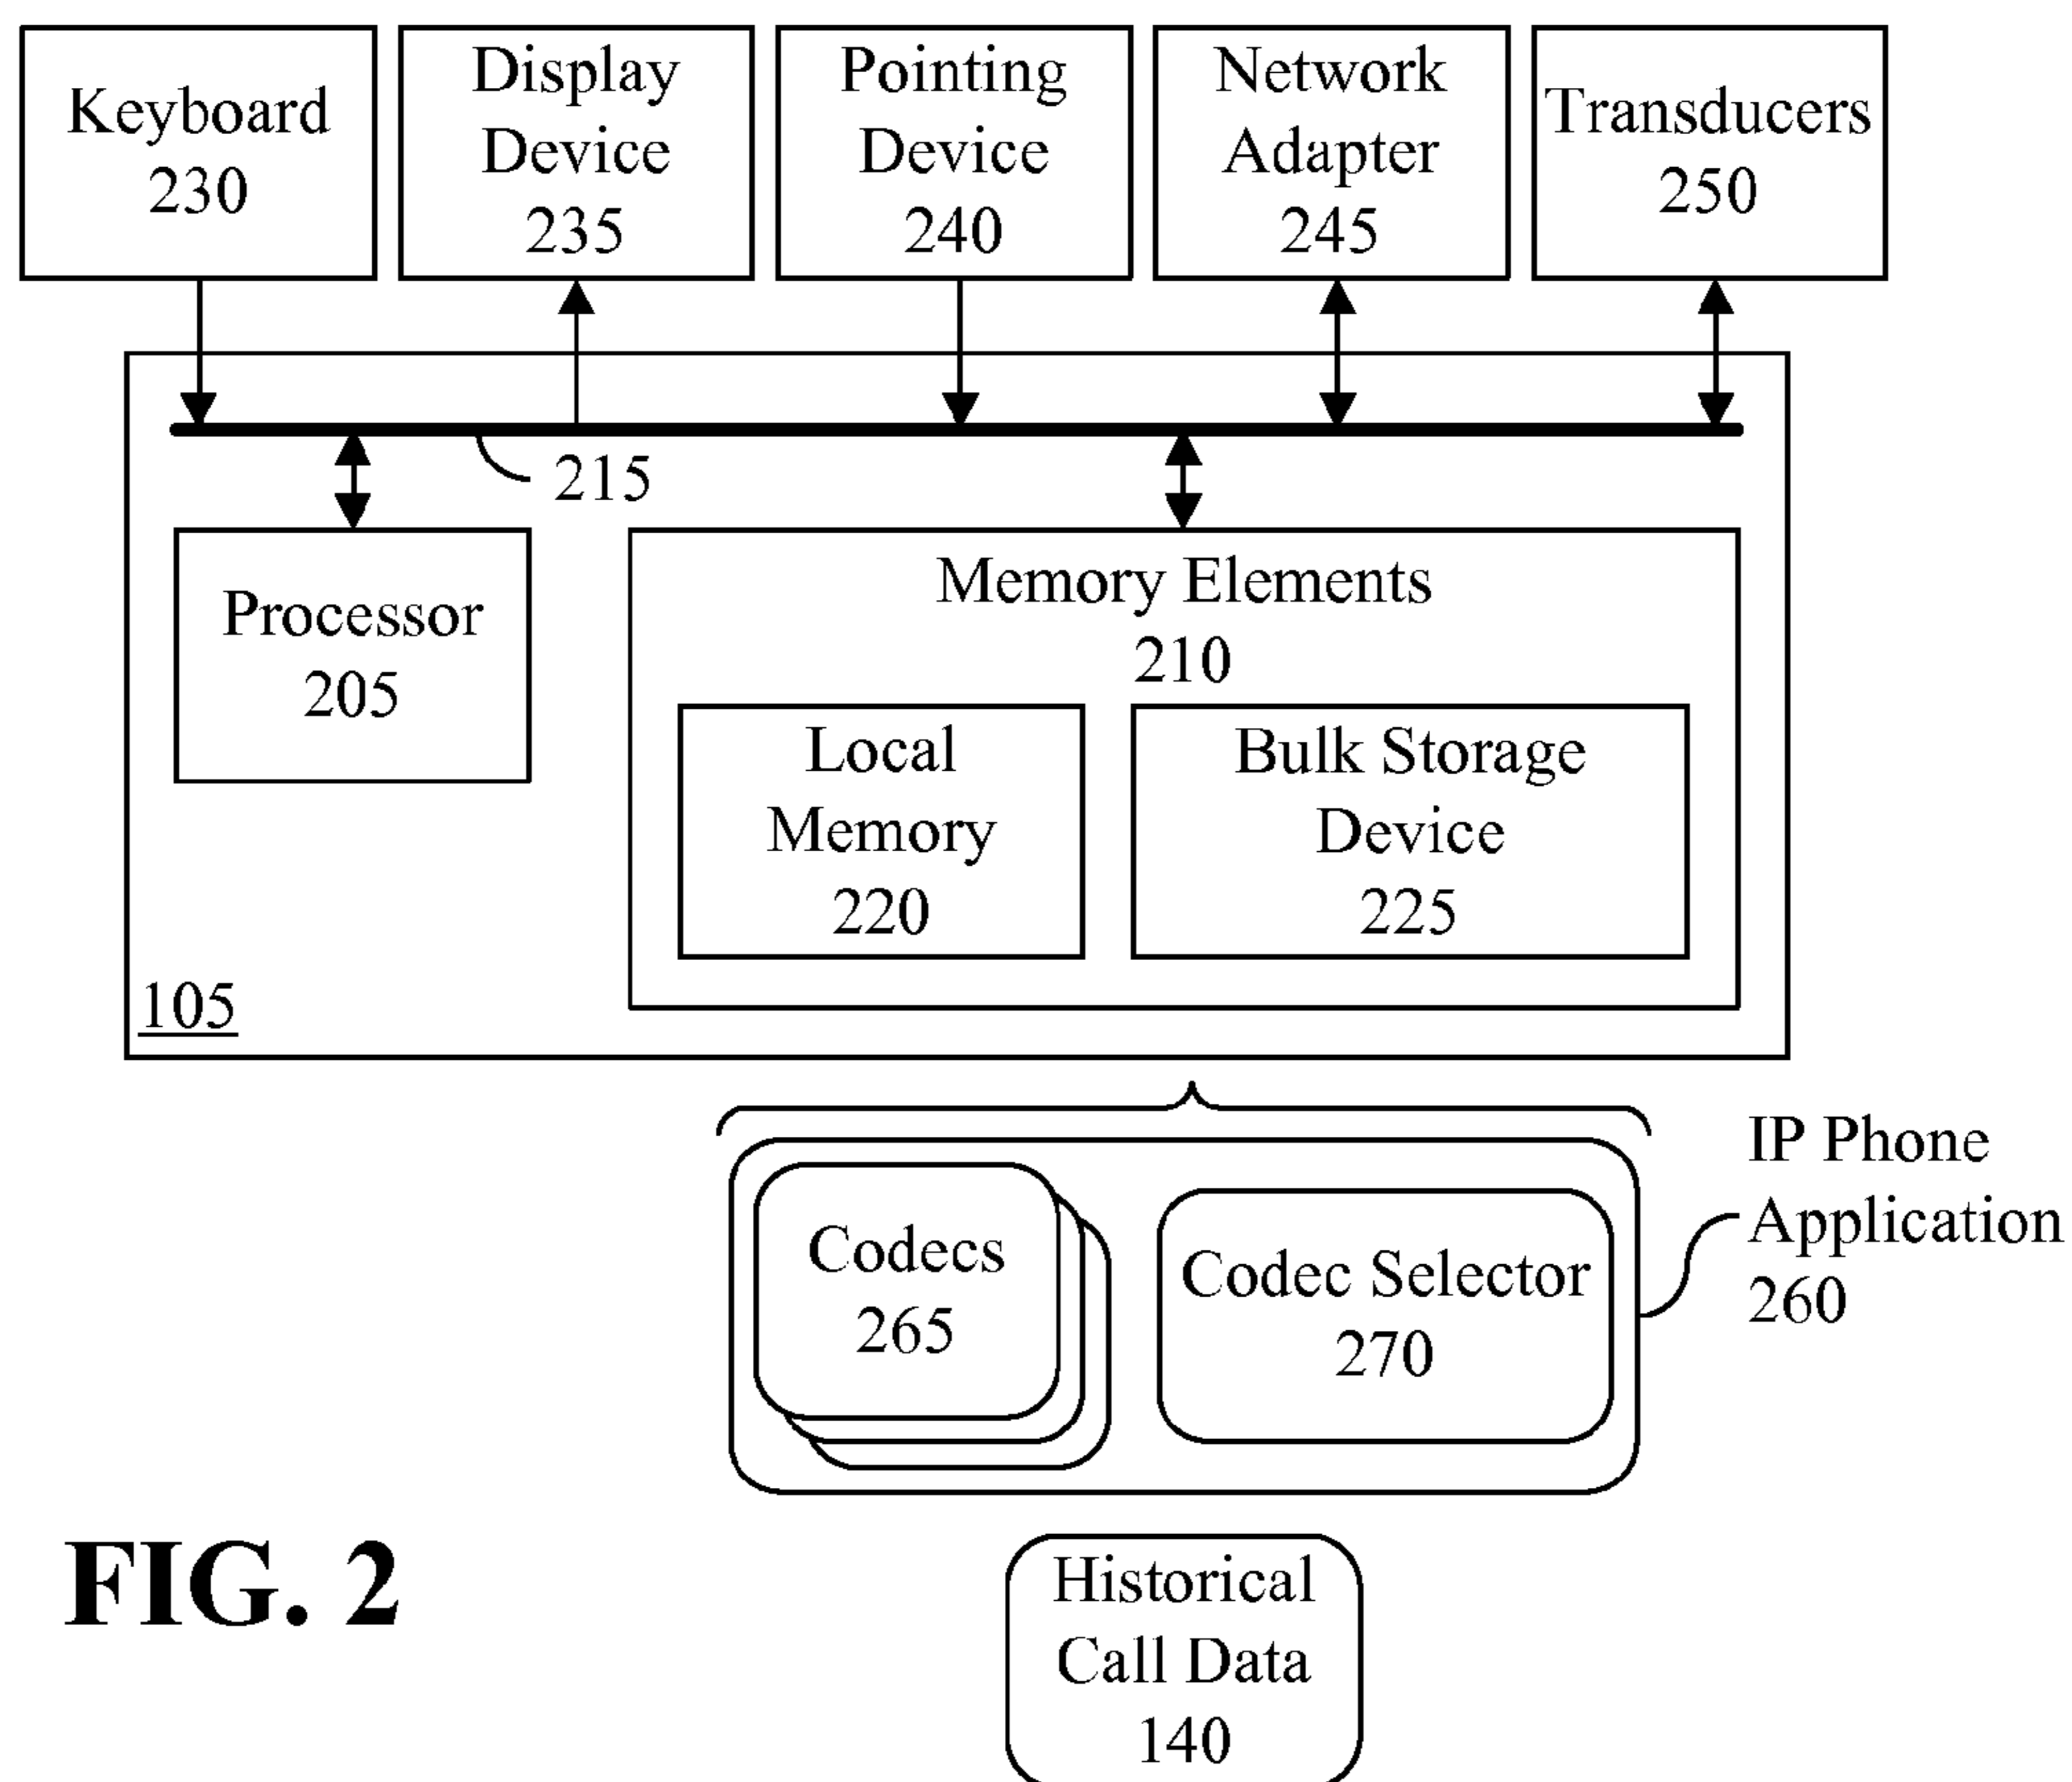 Keyboard
230
Display
Device
235
Pointing
Device
240
Network
Adapter
245
Transducers
250
215
Processor
205
Memory Elements
210
Local
Memory
220
Bulk Storage
Device
225
105
Codecs
265
Codec Selector
270
IP Phone
Application
260
Historical
Call Data
140
FIG. 2